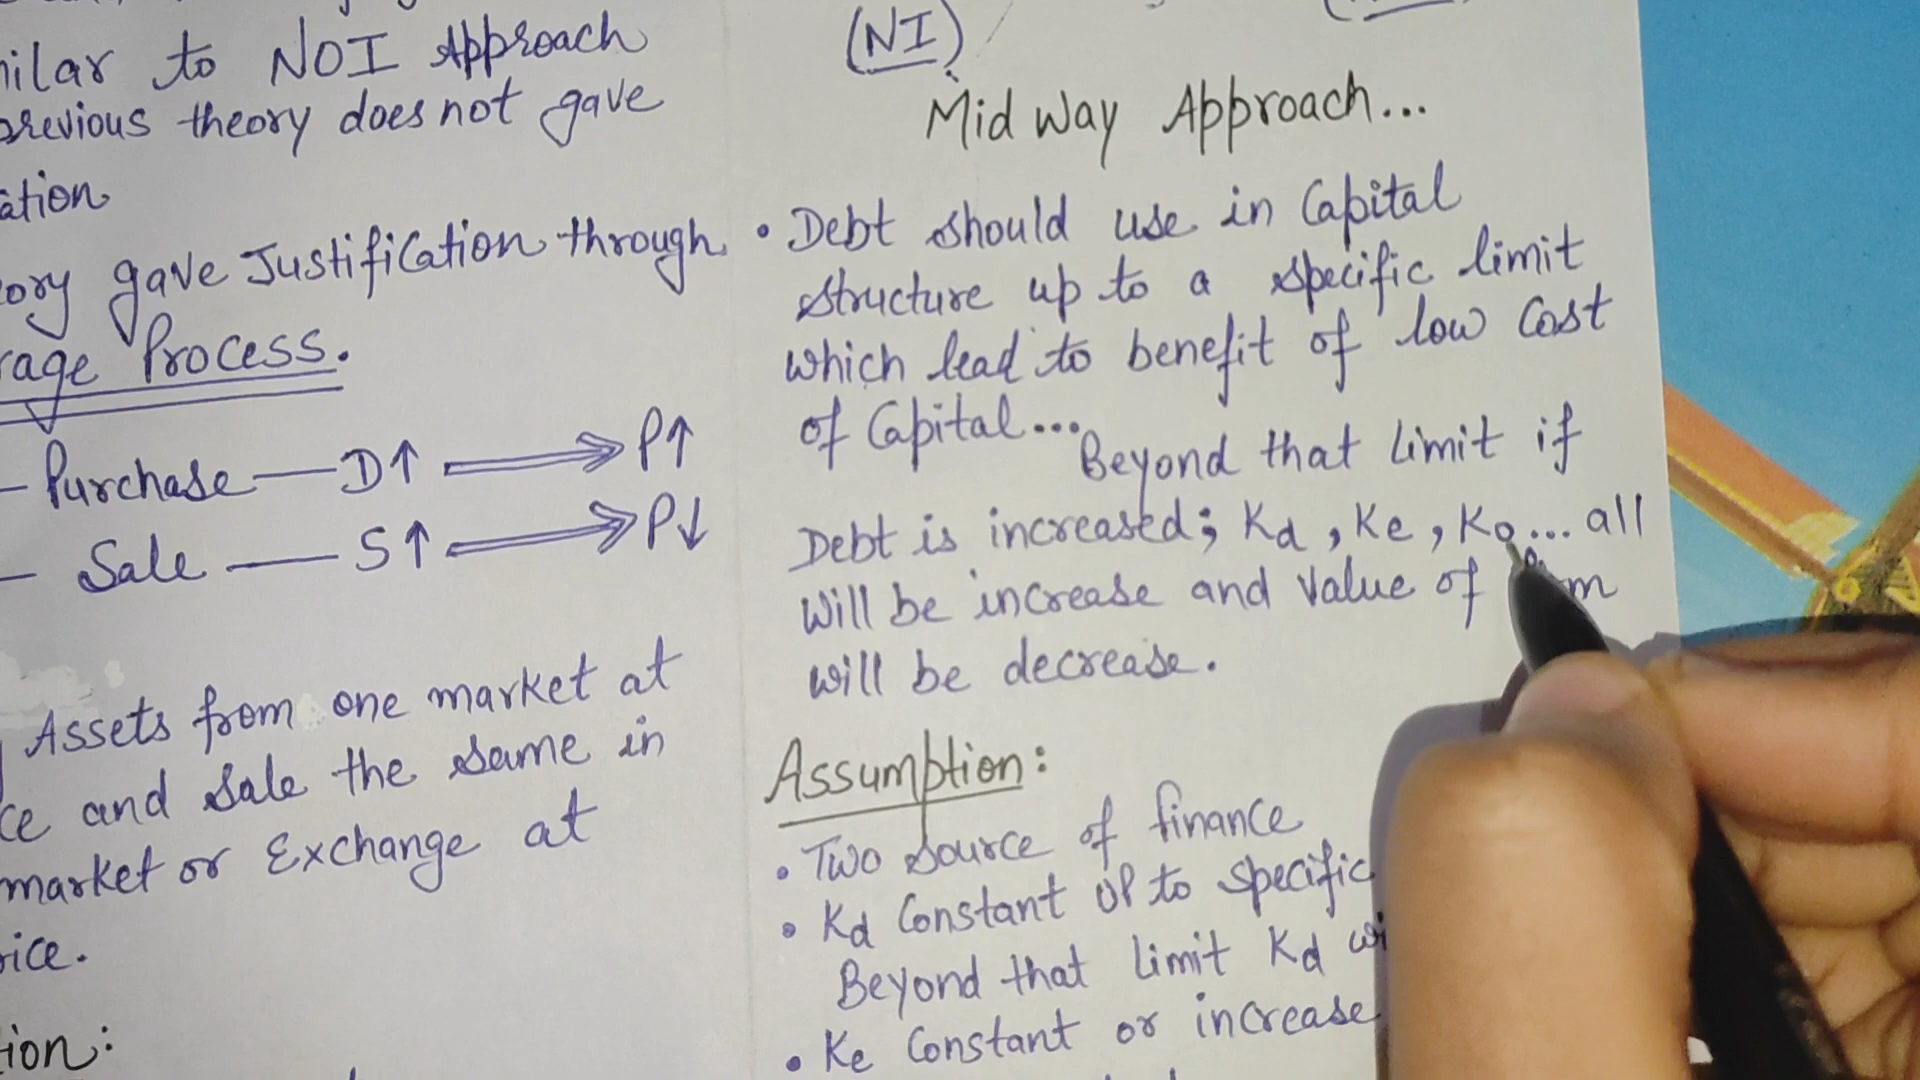 ilar to NOI Approach
previous theory does not gave
ation
ory gave Justification through
rage Process.
– Purchase — D↑ ⟹ P↑
– Sale — S↑ ⟹ P↓
Assets from one market at
ce and Sale the same in
market or Exchange at
rice.
ion:
(NI)
Mid Way Approach...
• Debt should use in Capital
structure up to a specific limit
which lead to benefit of low Cost
of Capital...
Beyond that Limit if
Debt is increased; Kd, Ke, Ko... all
will be increase and Value of
will be decrease.
Assumption:
• Two source of finance
• Kd Constant UP to specific
Beyond that Limit Kd wi
• Ke Constant or increase